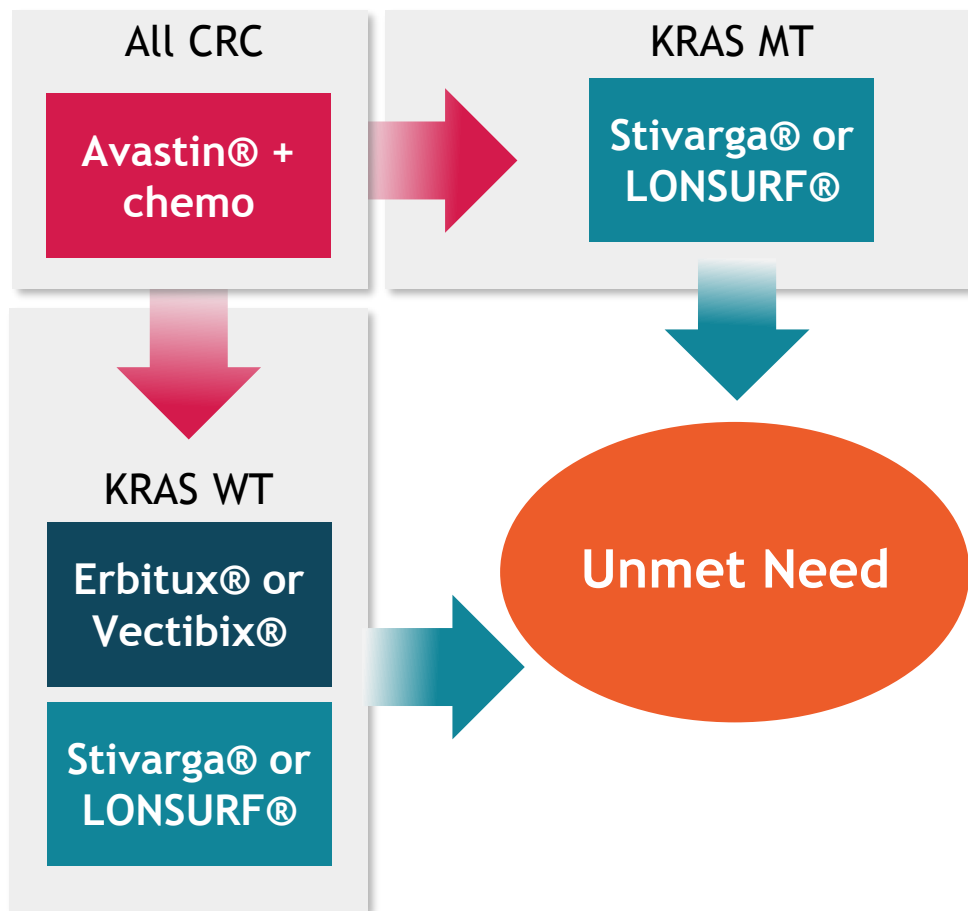 All CRC
Avastin® +
chemo
KRAS MT
Stivarga® or
LONSURF®
KRAS WT
Erbitux® or
Vectibix®
Stivarga® or
LONSURF®
Unmet Need